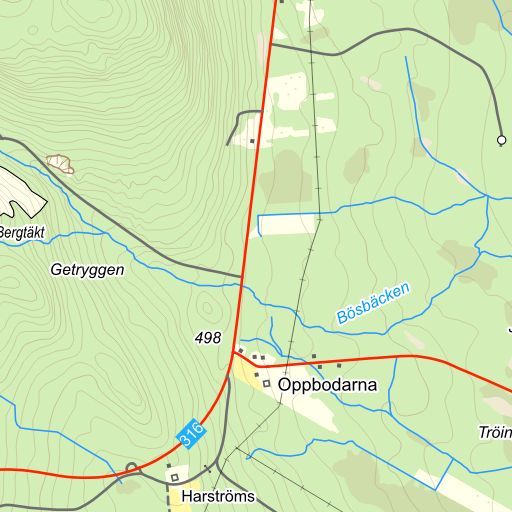 Bergtäkt
Getryggen
Bösbäcken
498
Oppbodarna
316
Tröin
Harströms